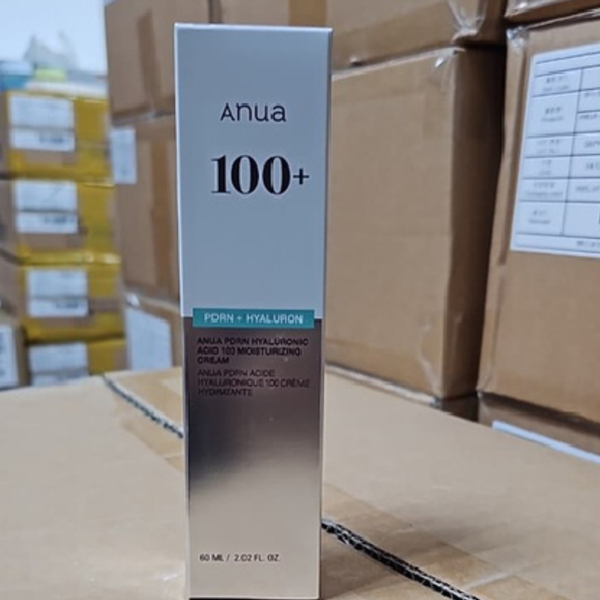 Anua
100+
PDRN + HYALURON
ANUA PDRN HYALURONIC
ACID 100 MOISTURIZING
CREAM
ANUA PDRN ACIDE
HYALURONIQUE 100 CRÈME
HYDRATANTE
60 ML / 2.02 FL. OZ.